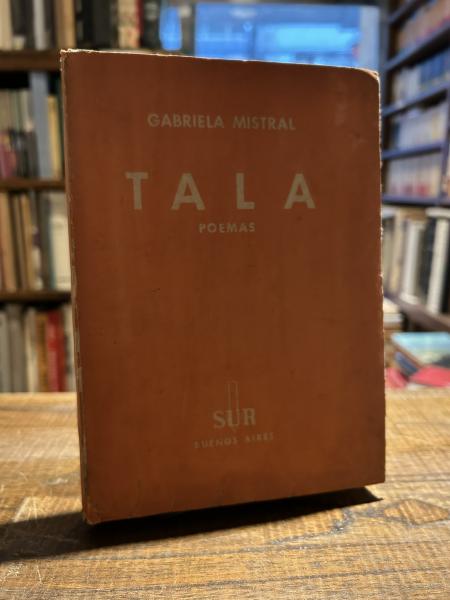 GABRIELA MISTRAL
TALA
POEMAS
SUR
BUENOS AIRES